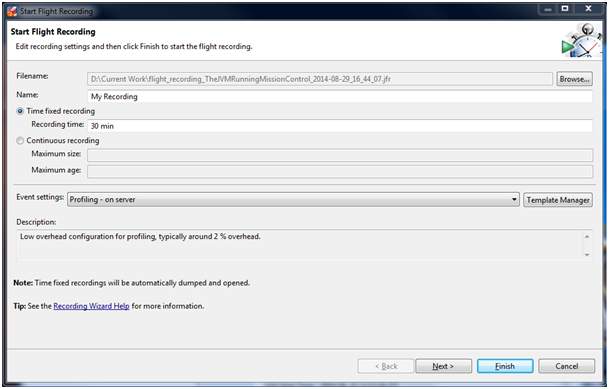 Start Flight Recording
Start Flight Recording
Edit recording settings and then click Finish to start the flight recording.
Filename: D:\Current Work\flight_recording_TheJVMRunningMissionControl_2014-08-29_16_44_07.jfr Browse...
Name: My Recording
Time fixed recording
Recording time: 30 min
Continuous recording
Maximum size:
Maximum age:
Event settings: Profiling - on server Template Manager
Description:
Low overhead configuration for profiling, typically around 2 % overhead.
Note: Time fixed recordings will be automatically dumped and opened.
Tip: See the Recording Wizard Help for more information.
< Back Next > Finish Cancel